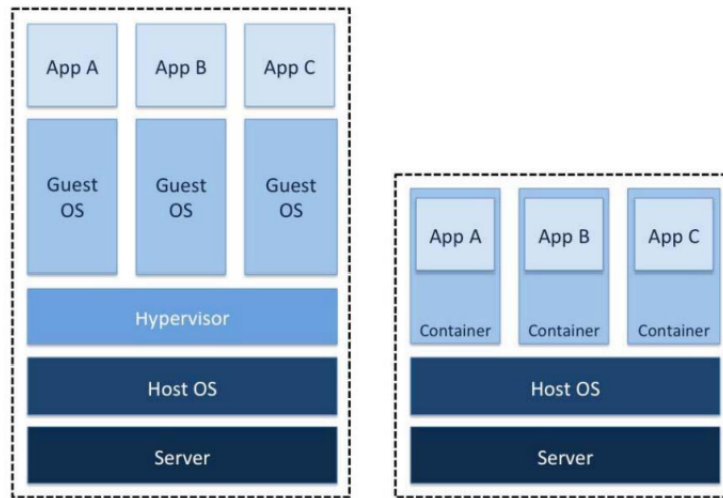 App A
App B
App C
Guest
OS
Guest
OS
Guest
OS
Hypervisor
Host OS
Server
App A
App B
App C
Container
Container
Container
Host OS
Server